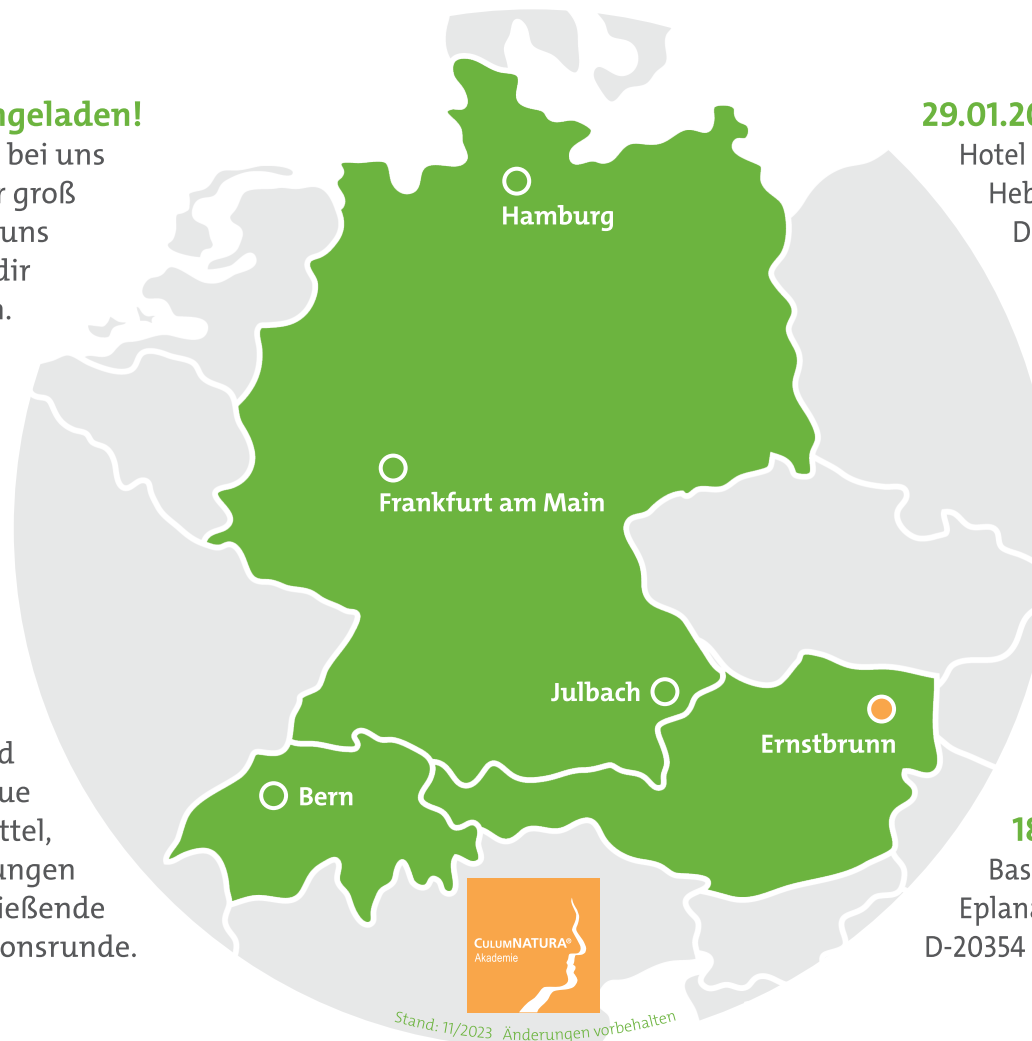 ngeladen!
bei uns
r groß
uns
dir
n.
29.01.20
Hotel
Heb
D
Hamburg
Frankfurt am Main
Julbach
Ernstbrunn
Bern
d
ue
ttel,
ungen
ießende
onsrunde.
18
Bas
Eplana
D-20354
CULUMNATURA®
Akademie
Stand: 11/2023 Änderungen vorbehalten